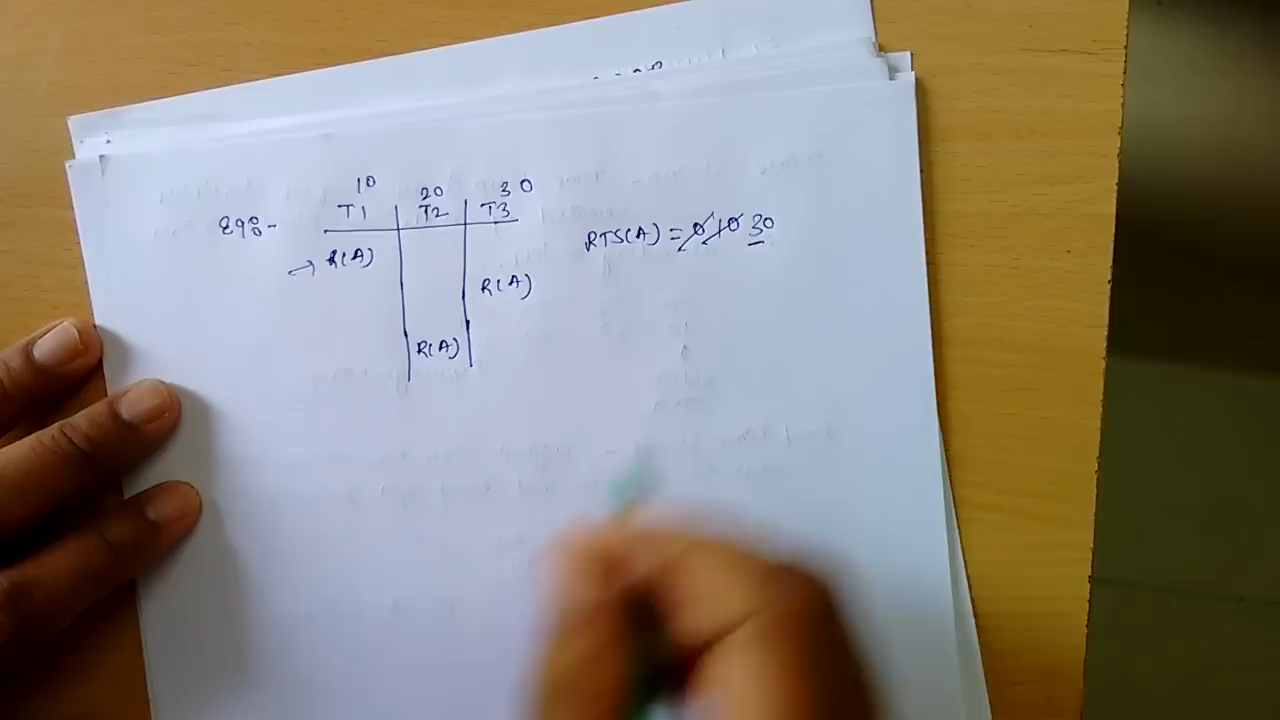 10 20 30
Eg:- T1 T2 T3 RTS(A) = 0 10 30
→ R(A)
R(A)
R(A)